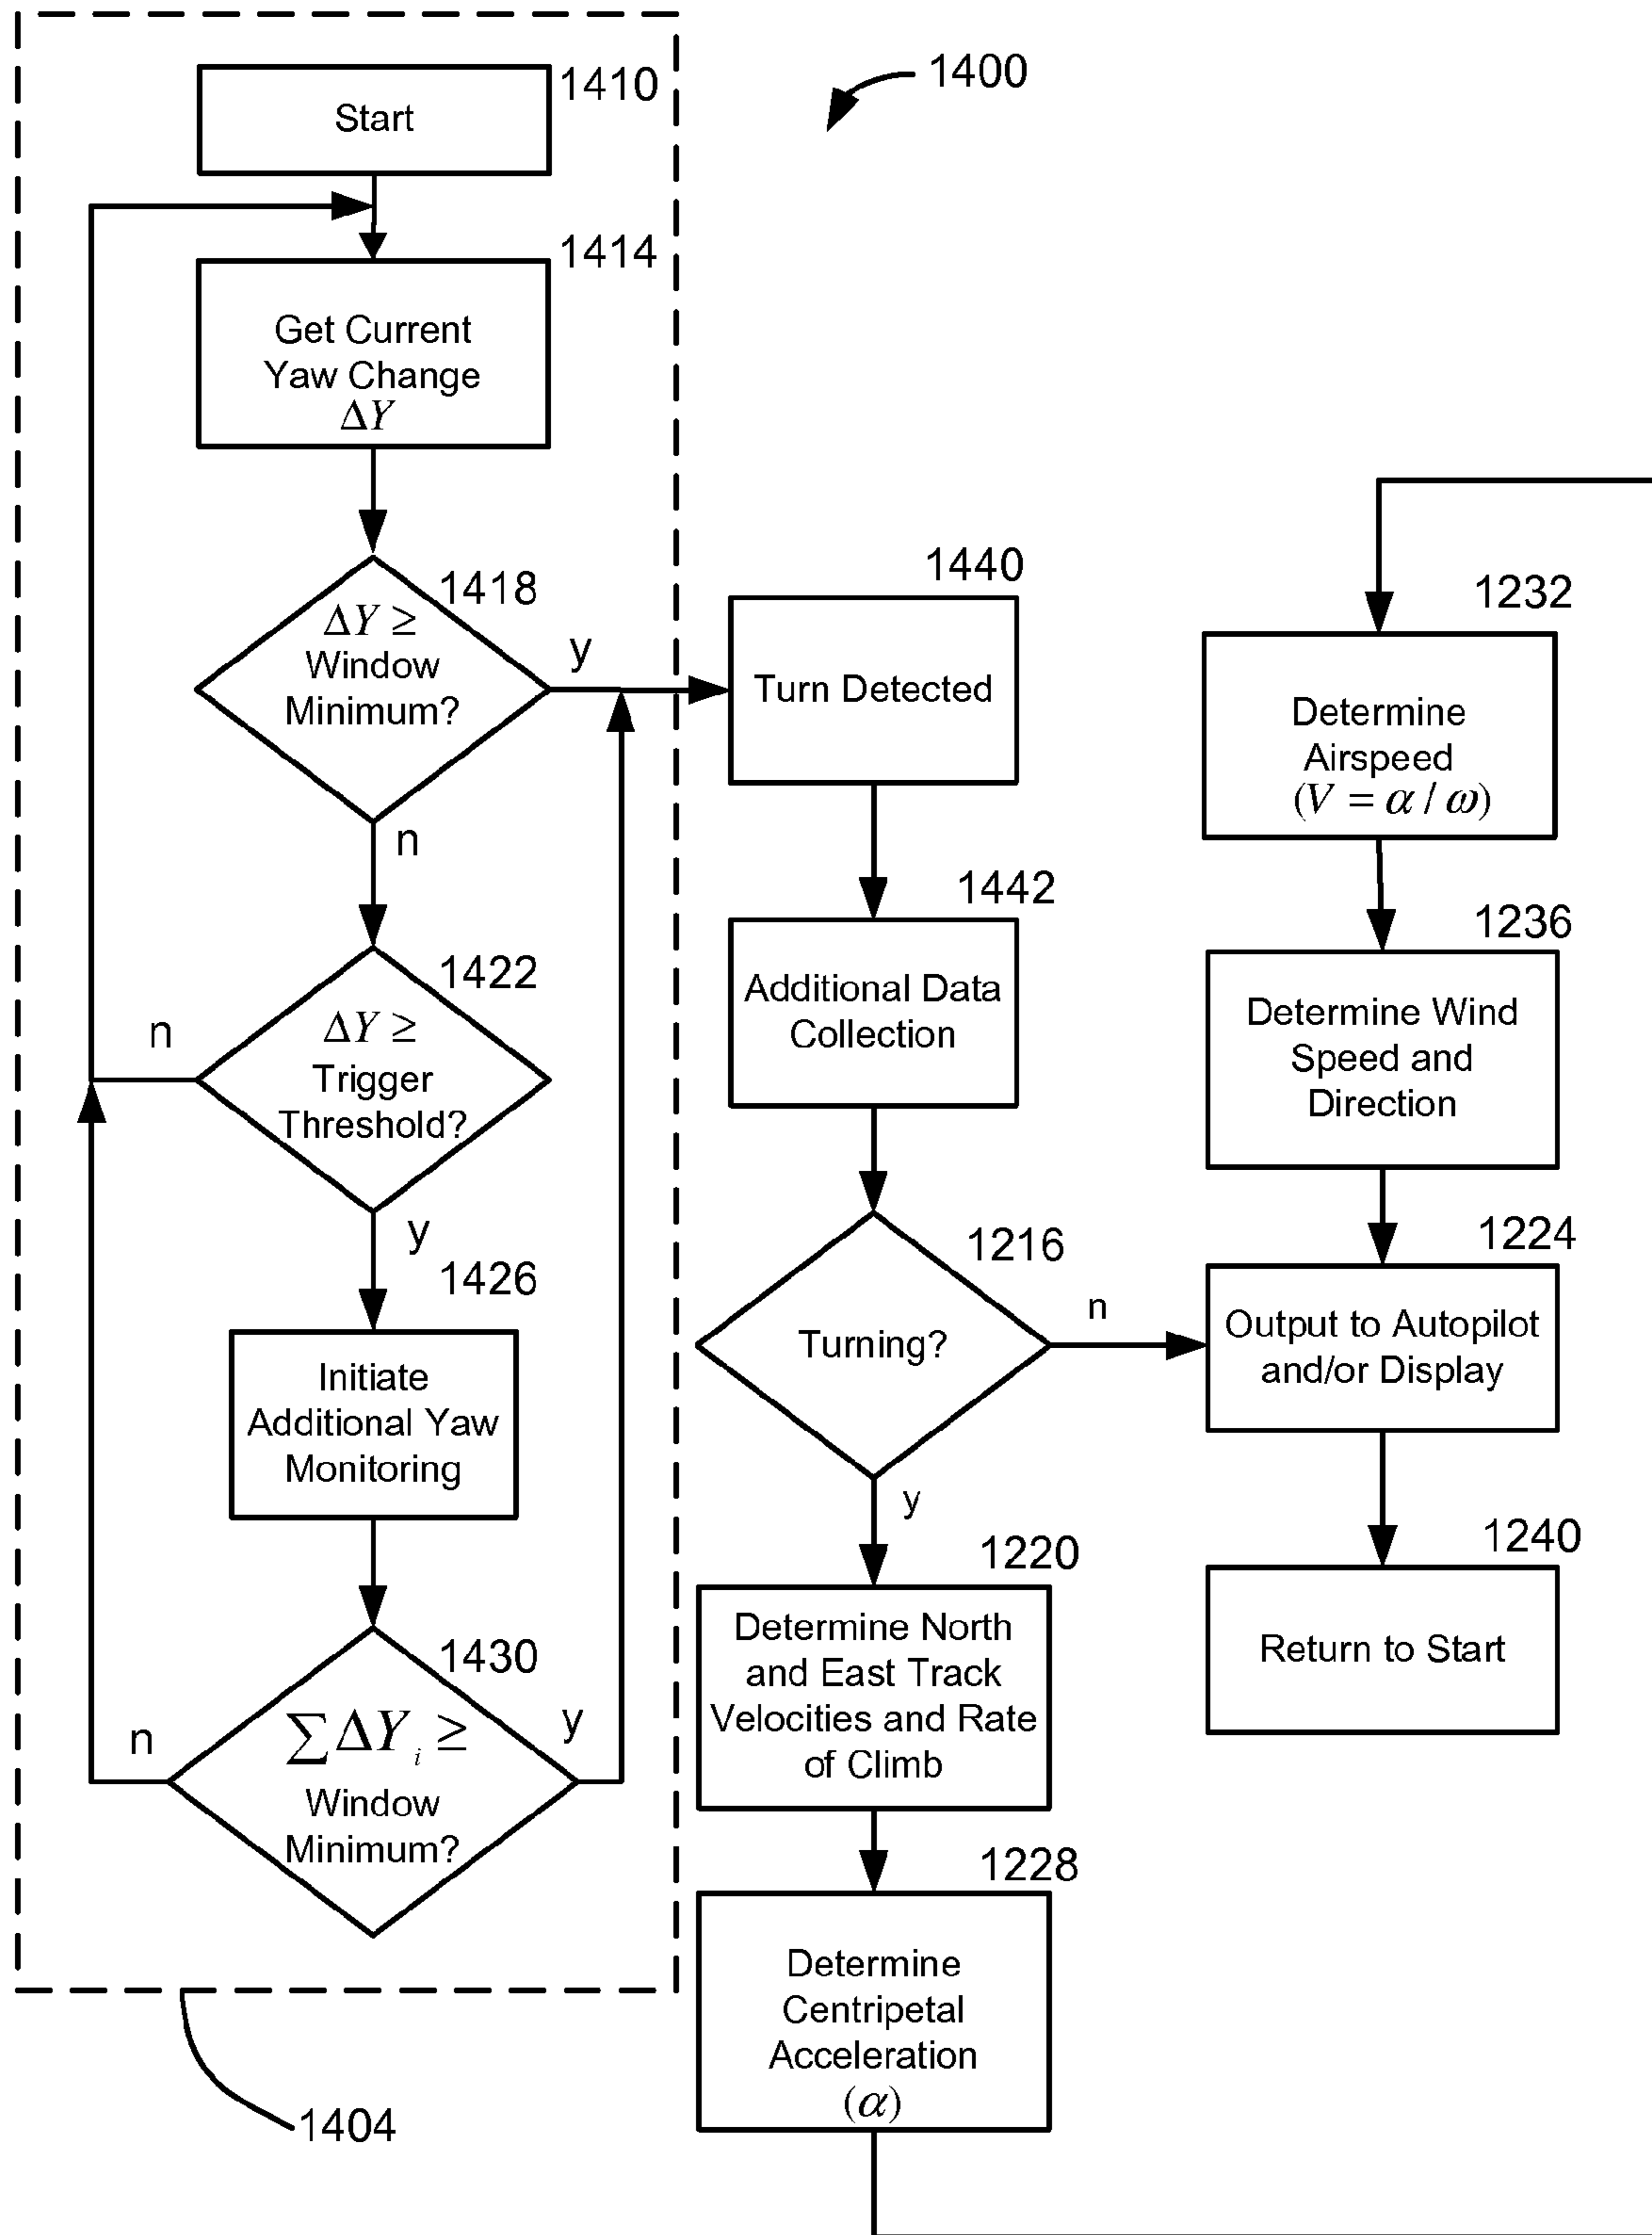 1400
1410
Start
1414
Get Current
Yaw Change
ΔY
1418
ΔY ≥
Window
Minimum?
y
n
1422
ΔY ≥
Trigger
Threshold?
n
y
1426
Initiate
Additional Yaw
Monitoring
1430
∑ΔY i ≥
Window
Minimum?
n
y
1404
1440
Turn Detected
1442
Additional Data
Collection
1216
Turning?
n
y
1220
Determine North
and East Track
Velocities and Rate
of Climb
1228
Determine
Centripetal
Acceleration
(α)
1232
Determine
Airspeed
(V = α / ω)
1236
Determine Wind
Speed and
Direction
1224
Output to Autopilot
and/or Display
1240
Return to Start